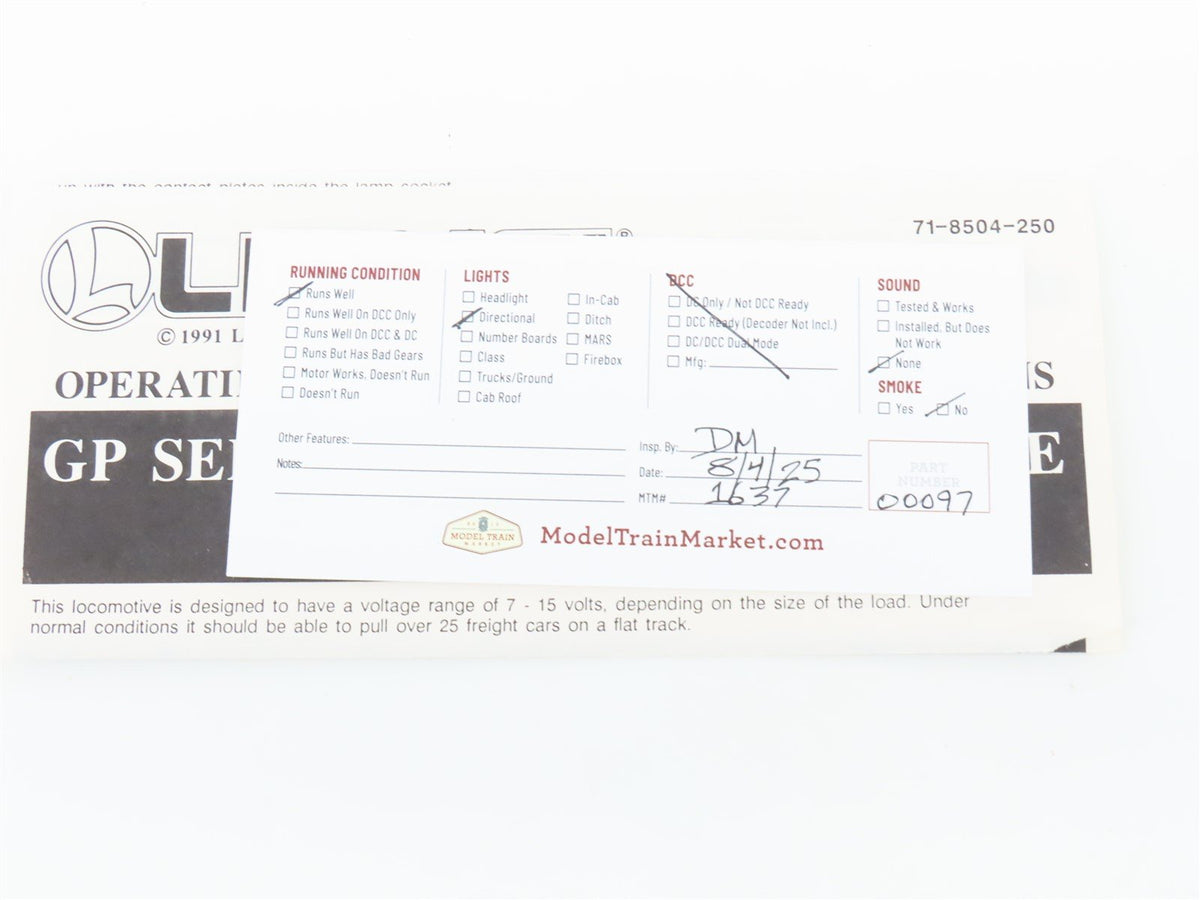 71-8504-250
© 1991 L
OPERATI
NS
GP SE
E
RUNNING CONDITION
Runs Well
Runs Well On DCC Only
Runs Well On DCC & DC
Runs But Has Bad Gears
Motor Works, Doesn't Run
Doesn't Run
LIGHTS
Headlight
Directional
Number Boards
Class
Trucks/Ground
Cab Roof
In-Cab
Ditch
MARS
Firebox
DCC
DC Only / Not DCC Ready
DCC Ready (Decoder Not Incl.)
DC/DCC Dual Mode
Mfg:
SOUND
Tested & Works
Installed, But Does
Not Work
None
SMOKE
Yes No
Other Features:
Notes:
Insp. By: DM
Date: 8/4/25
MTM# 1637
PART
NUMBER
00097
MODEL TRAIN
MARKET
ModelTrainMarket.com
This locomotive is designed to have a voltage range of 7 - 15 volts, depending on the size of the load. Under
normal conditions it should be able to pull over 25 freight cars on a flat track.